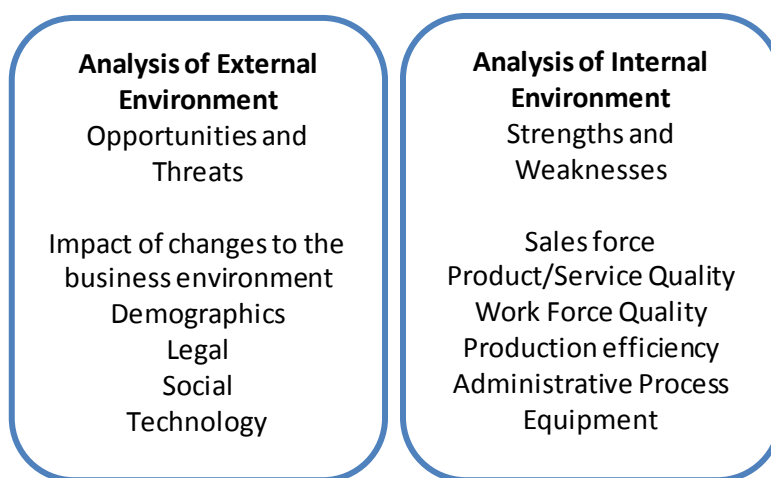 Analysis of External
Environment
Opportunities and
Threats
Impact of changes to the
business environment
Demographics
Legal
Social
Technology
Analysis of Internal
Environment
Strengths and
Weaknesses
Sales force
Product/Service Quality
Work Force Quality
Production efficiency
Administrative Process
Equipment